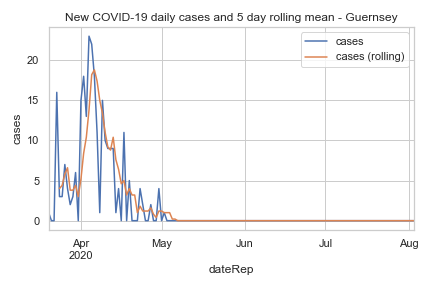 New COVID-19 daily cases and 5 day rolling mean - Guernsey
cases
cases (rolling)
cases
20
15
10
5
0
Apr
2020
May
Jun
Jul
Aug
dateRep